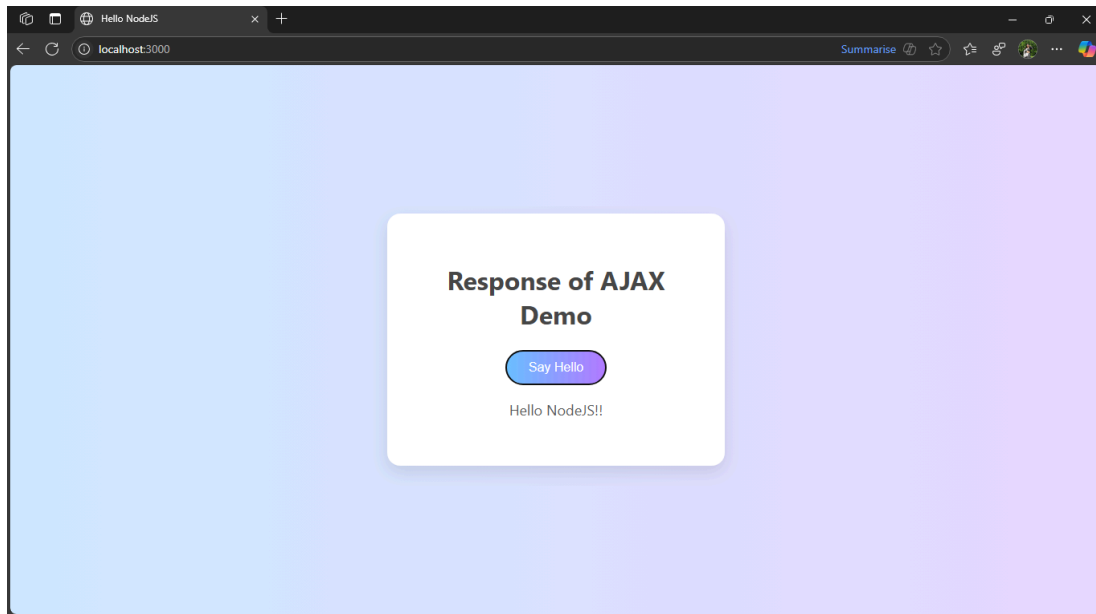 Hello NodeJS
localhost:3000
Summarise
Response of AJAX
Demo
Say Hello
Hello NodeJS!!